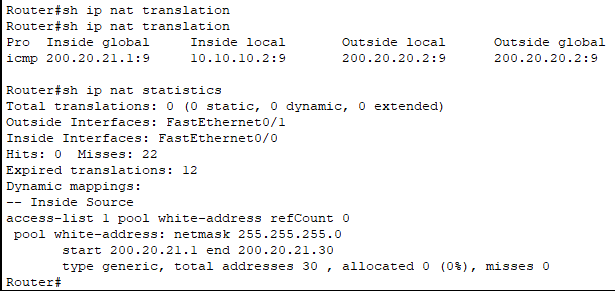 Router#sh ip nat translation
Router#sh ip nat translation
Pro  Inside global     Inside local       Outside local      Outside global
icmp 200.20.21.1:9     10.10.10.2:9       200.20.20.2:9      200.20.20.2:9

Router#sh ip nat statistics
Total translations: 0 (0 static, 0 dynamic, 0 extended)
Outside Interfaces: FastEthernet0/1
Inside Interfaces: FastEthernet0/0
Hits: 0  Misses: 22
Expired translations: 12
Dynamic mappings:
-- Inside Source
access-list 1 pool white-address refCount 0
 pool white-address: netmask 255.255.255.0
       start 200.20.21.1 end 200.20.21.30
       type generic, total addresses 30 , allocated 0 (0%), misses 0
Router#